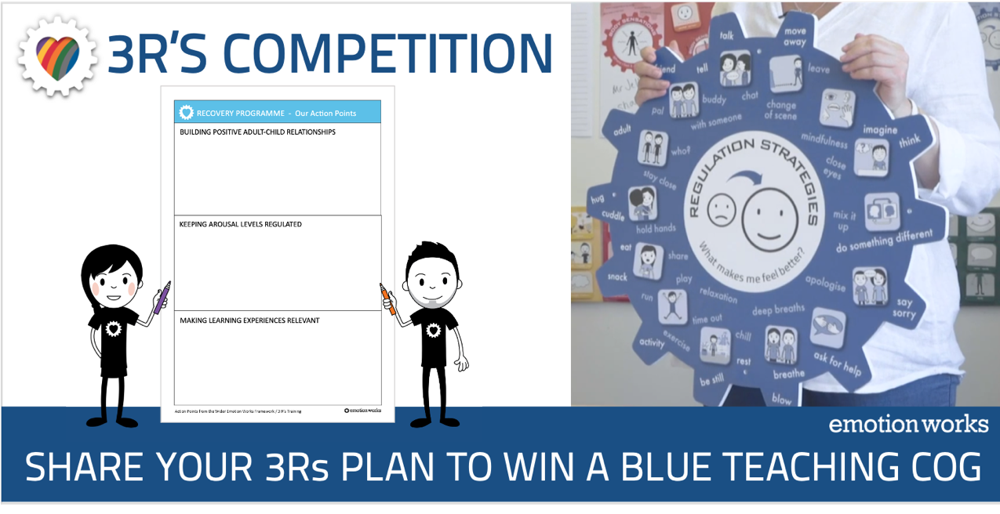 3R'S COMPETITION
RECOVERY PROGRAMME - Our Action Points
BUILDING POSITIVE ADULT-CHILD RELATIONSHIPS
KEEPING AROUSAL LEVELS REGULATED
MAKING LEARNING EXPERIENCES RELEVANT
Action Points from the Wider Emotion Works Framework / 3R's Training
emotionworks
BODY SENSATIONS
talk
move
away
tell
leave
buddy
chat
change
of scene
pal
with someone
adult
who?
stay close
mindfulness
imagine
think
close
eyes
hug
cuddle
hold hands
REGULATION STRATEGIES
What makes me feel better?
mix it
up
do something different
eat
share
snack
play
relaxation
apologise
say
sorry
run
time out
deep breaths
activity
exercise
chill
rest
be still
breathe
blow
ask for help
emotion works
SHARE YOUR 3Rs PLAN TO WIN A BLUE TEACHING COG